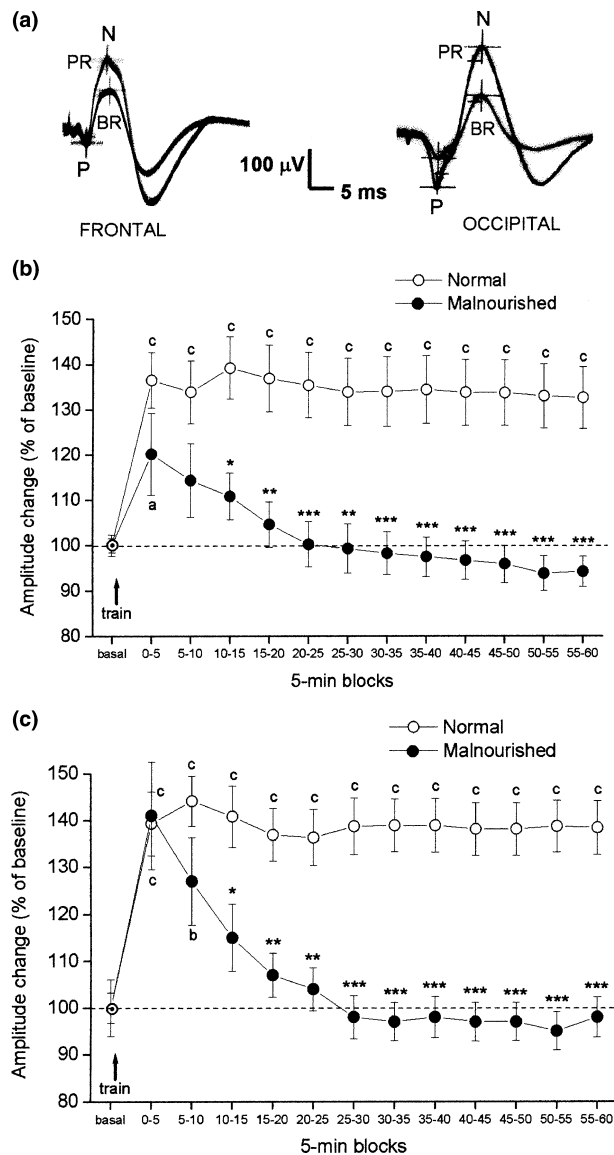 (a)
N
PR
BR
P
FRONTAL
100 µV
5 ms
N
PR
BR
P
OCCIPITAL
(b)
Normal
Malnourished
Amplitude change (% of baseline)
150
140
130
120
110
100
90
80
c c c c c c c c c c c c
a
* ** *** ** *** *** *** *** *** ***
train
basal 0-5 5-10 10-15 15-20 20-25 25-30 30-35 35-40 40-45 45-50 50-55 55-60
5-min blocks
(c)
Normal
Malnourished
Amplitude change (% of baseline)
150
140
130
120
110
100
90
80
c c c c c c c c c c c c
c
b
* ** ** *** *** *** *** *** *** ***
train
basal 0-5 5-10 10-15 15-20 20-25 25-30 30-35 35-40 40-45 45-50 50-55 55-60
5-min blocks